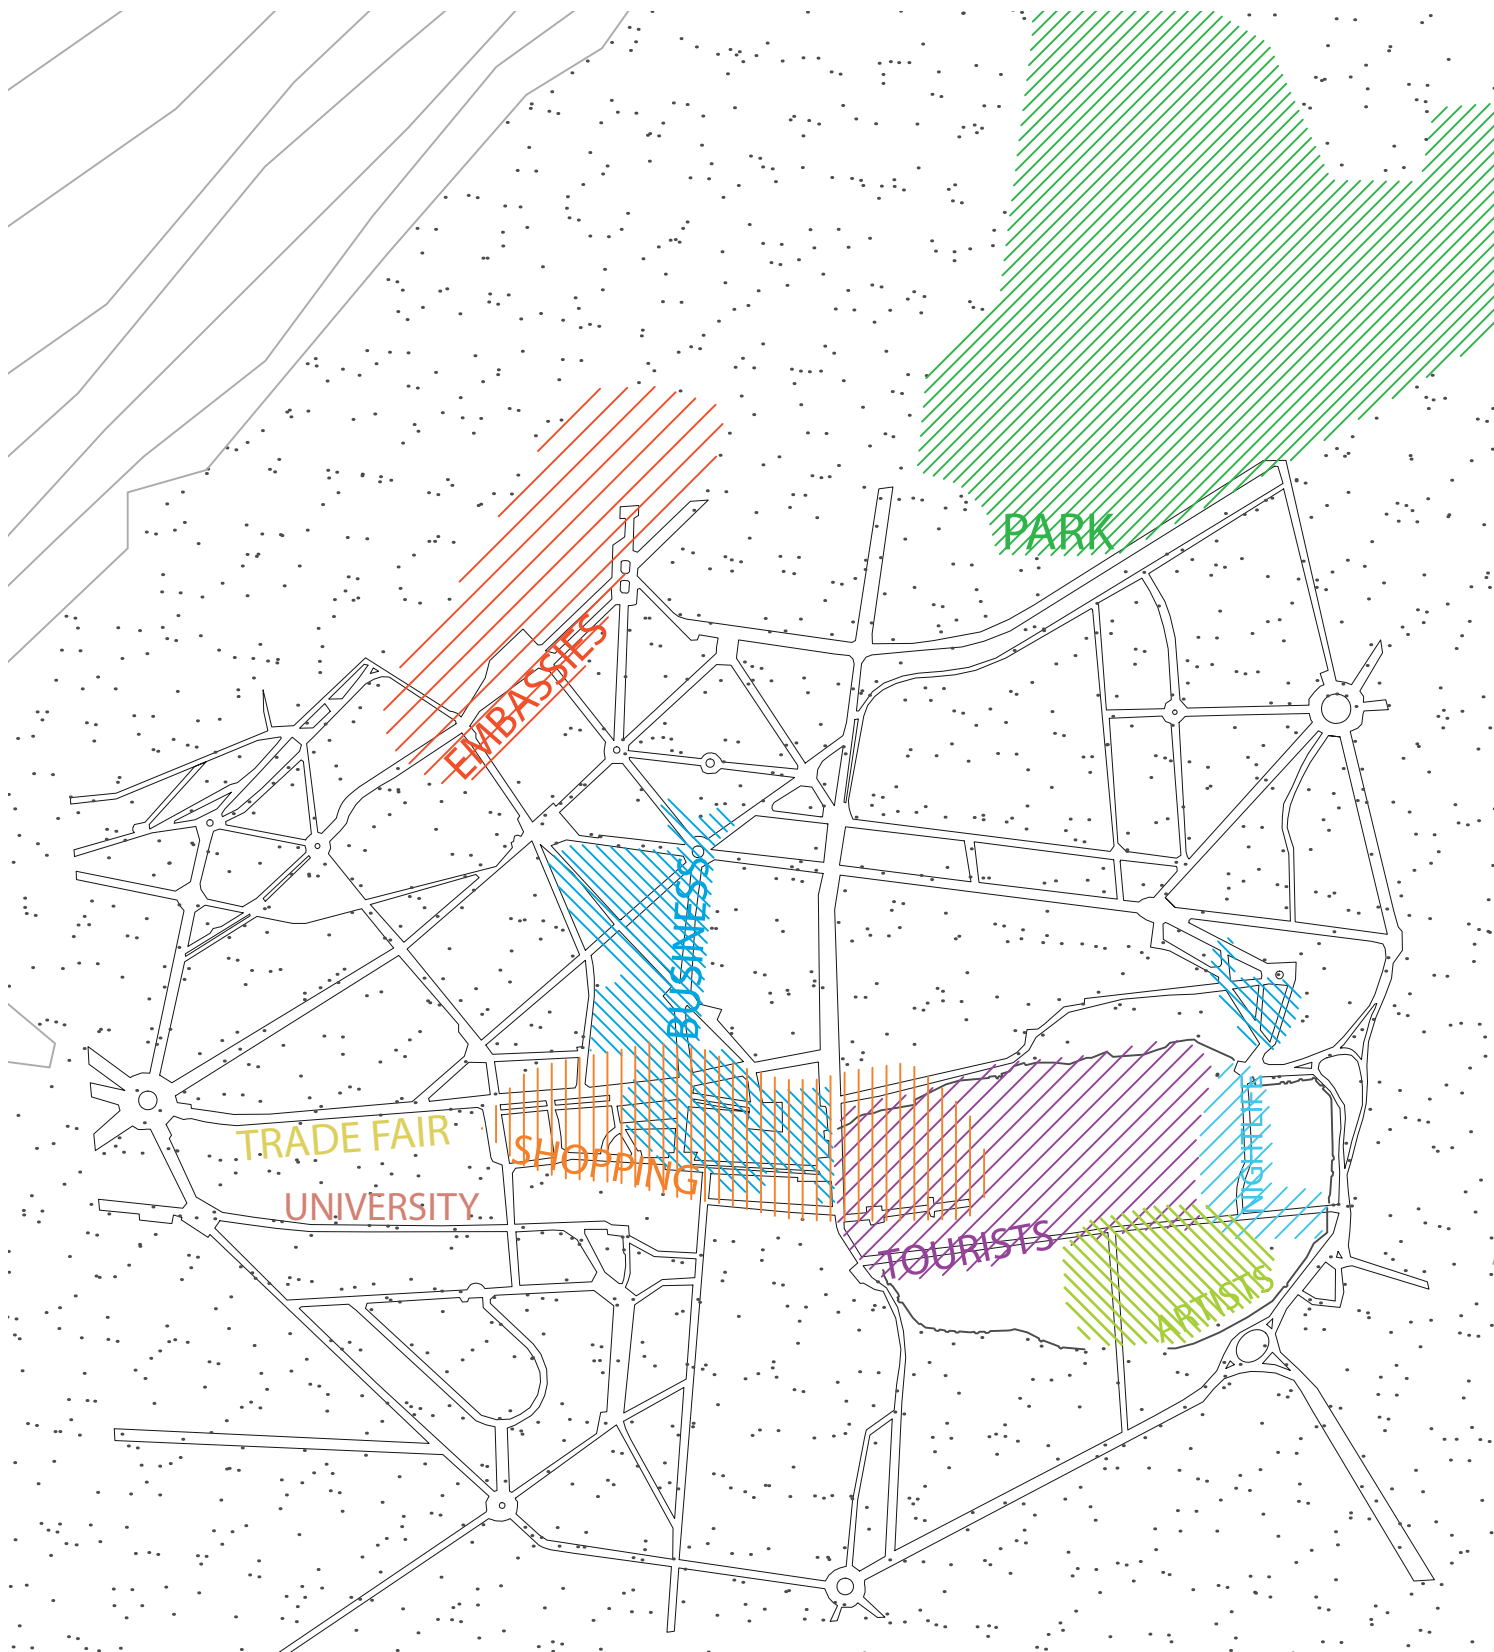 PARK
EMBASSIES
BUSINESS
NIGHTLIFE
TRADE FAIR
SHOPPING
UNIVERSITY
TOURISTS
ARTISTS